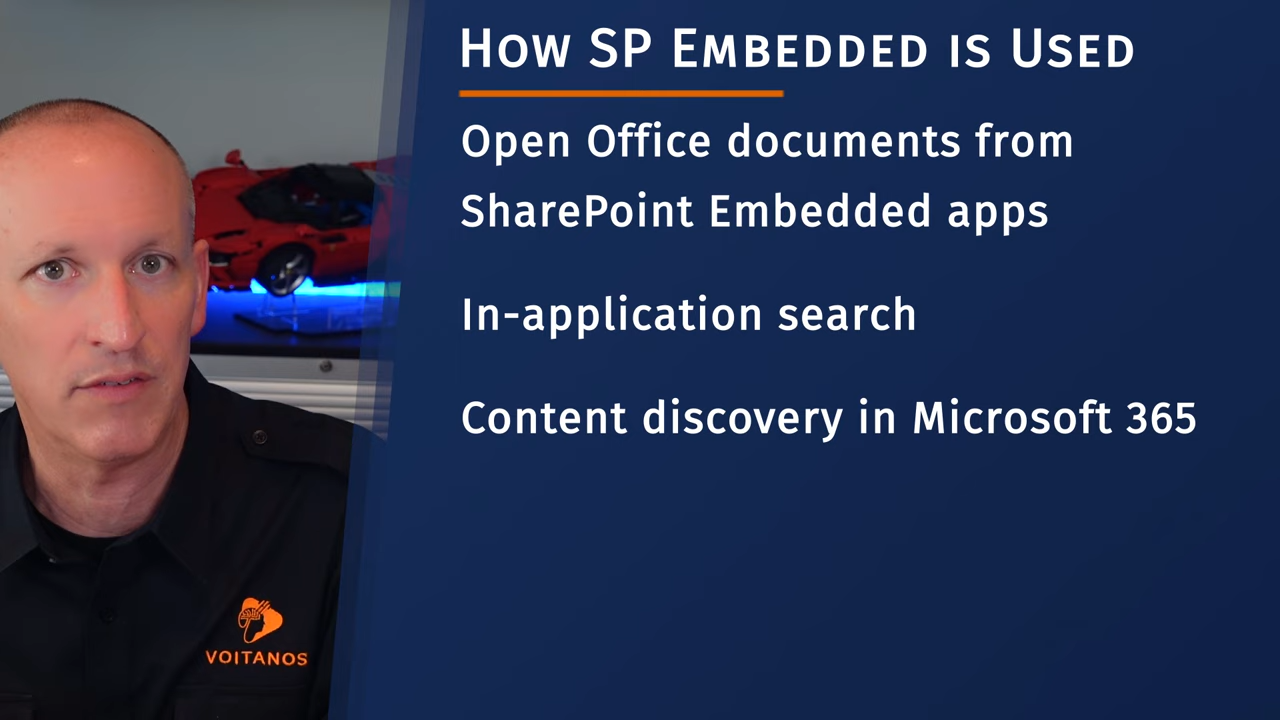 How SP Embedded is Used
Open Office documents from
SharePoint Embedded apps
In-application search
Content discovery in Microsoft 365
VOITANOS